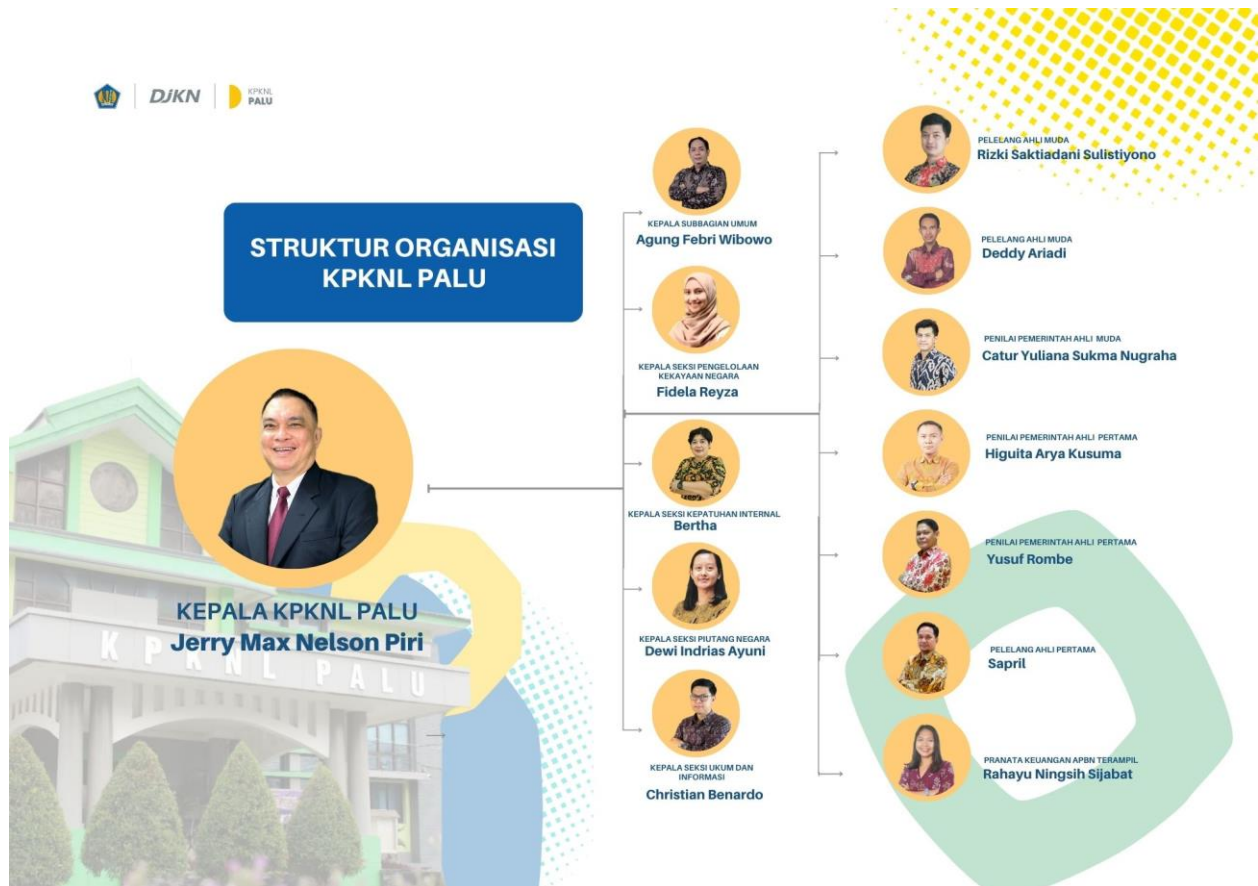 DJKN
KPKNL
PALU
STRUKTUR ORGANISASI
KPKNL PALU
KEPALA KPKNL PALU
Jerry Max Nelson Piri
KPKNL PALU
KEPALA SUBBAGIAN UMUM
Agung Febri Wibowo
KEPALA SEKSI PENGELOLAAN
KEKAYAAN NEGARA
Fidela Reyza
KEPALA SEKSI KEPATUHAN INTERNAL
Bertha
KEPALA SEKSI PIUTANG NEGARA
Dewi Indrias Ayuni
KEPALA SEKSI UKUM DAN
INFORMASI
Christian Benardo
PELELANG AHLI MUDA
Rizki Saktiadani Sulistiyono
PELELANG AHLI MUDA
Deddy Ariadi
PENILAI PEMERINTAH AHLI MUDA
Catur Yuliana Sukma Nugraha
PENILAI PEMERINTAH AHLI PERTAMA
Higuita Arya Kusuma
PENILAI PEMERINTAH AHLI PERTAMA
Yusuf Rombe
PELELANG AHLI PERTAMA
Sapril
PRANATA KEUANGAN APBN TERAMPIL
Rahayu Ningsih Sijabat